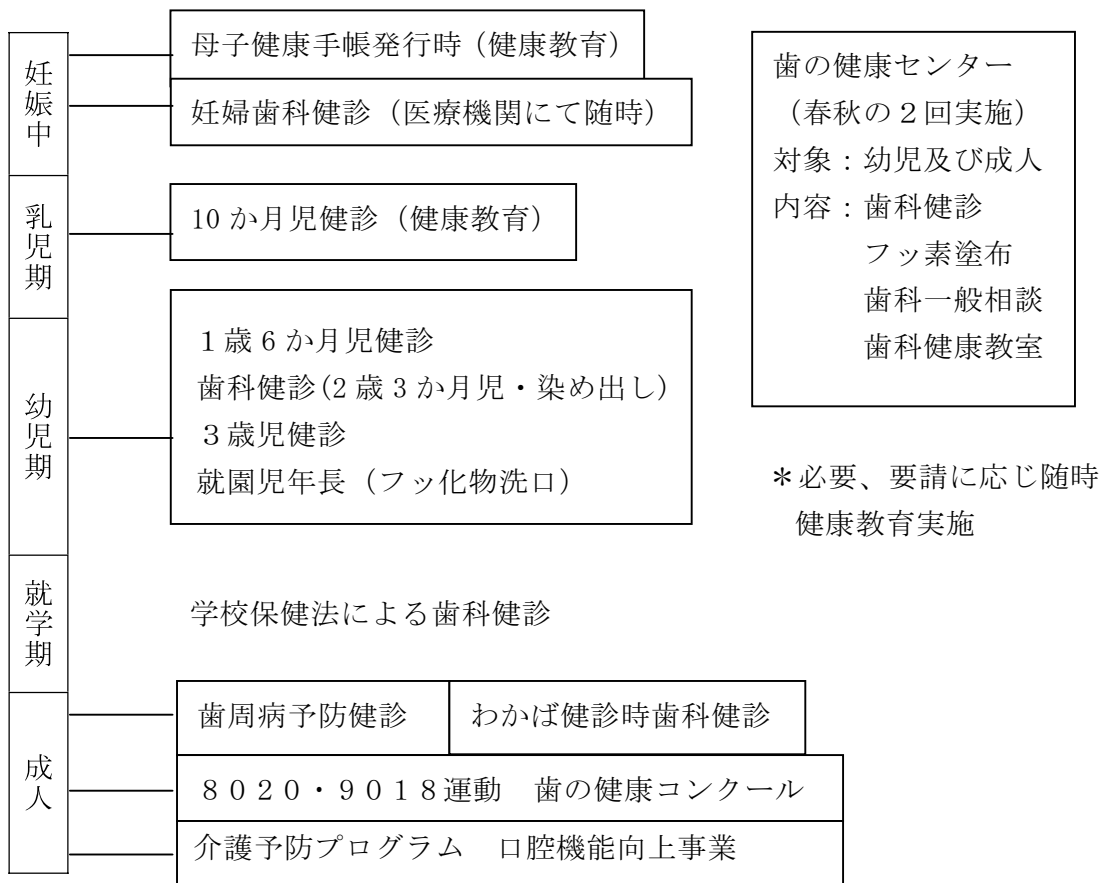 妊娠中
母子健康手帳発行時(健康教育)
妊婦歯科健診(医療機関にて随時)
乳児期
10か月児健診(健康教育)
幼児期
1歳6か月児健診
歯科健診(2歳3か月児・染め出し)
3歳児健診
就園児年長(フッ化物洗口)
就学期
学校保健法による歯科健診
成人
歯周病予防健診
わかば健診時歯科健診
8020・9018運動 歯の健康コンクール
介護予防プログラム 口腔機能向上事業
歯の健康センター
(春秋の2回実施)
対象:幼児及び成人
内容:歯科健診
フッ素塗布
歯科一般相談
歯科健康教室
*必要、要請に応じ随時
健康教育実施